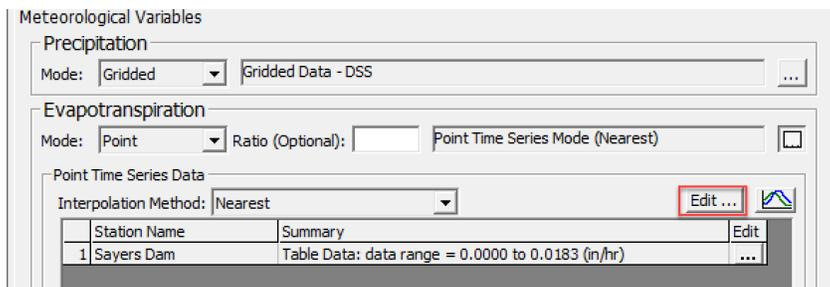 Meteorological Variables
Precipitation
Mode: Gridded Gridded Data - DSS ...
Evapotranspiration
Mode: Point Ratio (Optional): Point Time Series Mode (Nearest)
Point Time Series Data
Interpolation Method: Nearest Edit ...
Station Name Summary Edit
1 Sayers Dam Table Data: data range = 0.0000 to 0.0183 (in/hr) ...